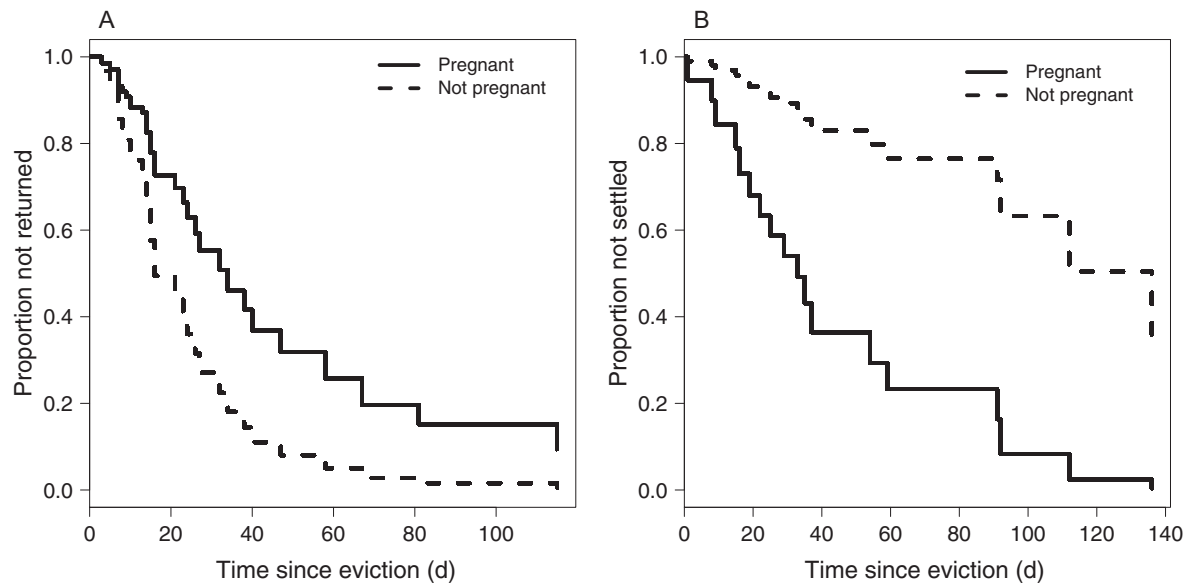 A
Proportion not returned
1.0
0.8
0.6
0.4
0.2
0.0
Pregnant
Not pregnant
0 20 40 60 80 100
Time since eviction (d)
B
Proportion not settled
1.0
0.8
0.6
0.4
0.2
0.0
Pregnant
Not pregnant
0 20 40 60 80 100 120 140
Time since eviction (d)